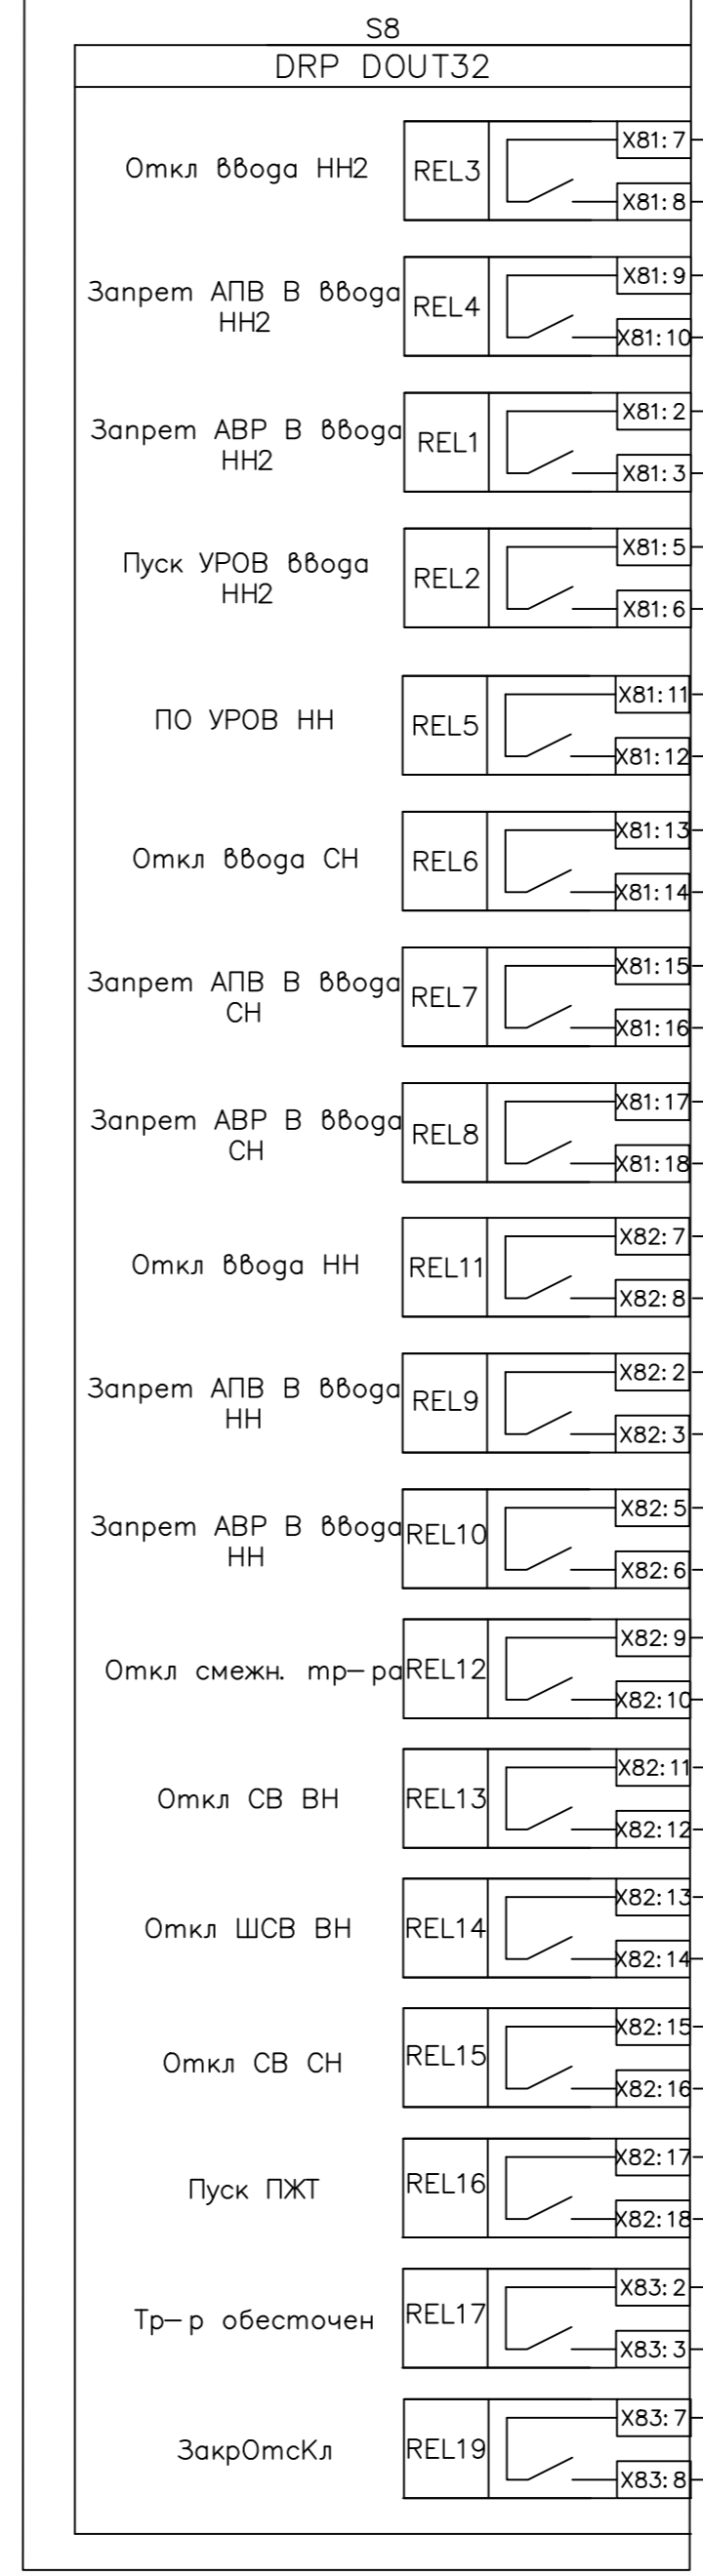 S8
DRP DOUT32
Откл ввода НН2
REL3
X81:7
X81:8
Запрет АПВ В ввода
НН2
REL4
X81:9
X81:10
Запрет АВР В ввода
НН2
REL1
X81:2
X81:3
Пуск УРОВ ввода
НН2
REL2
X81:5
X81:6
ПО УРОВ НН
REL5
X81:11
X81:12
Откл ввода СН
REL6
X81:13
X81:14
Запрет АПВ В ввода
СН
REL7
X81:15
X81:16
Запрет АВР В ввода
СН
REL8
X81:17
X81:18
Откл ввода НН
REL11
X82:7
X82:8
Запрет АПВ В ввода
НН
REL9
X82:2
X82:3
Запрет АВР В ввода
НН
REL10
X82:5
X82:6
Откл смежн. тр-ра
REL12
X82:9
X82:10
Откл СВ ВН
REL13
X82:11
X82:12
Откл ШСВ ВН
REL14
X82:13
X82:14
Откл СВ СН
REL15
X82:15
X82:16
Пуск ПЖТ
REL16
X82:17
X82:18
Тр-р обесточен
REL17
X83:2
X83:3
ЗакрОтсКл
REL19
X83:7
X83:8